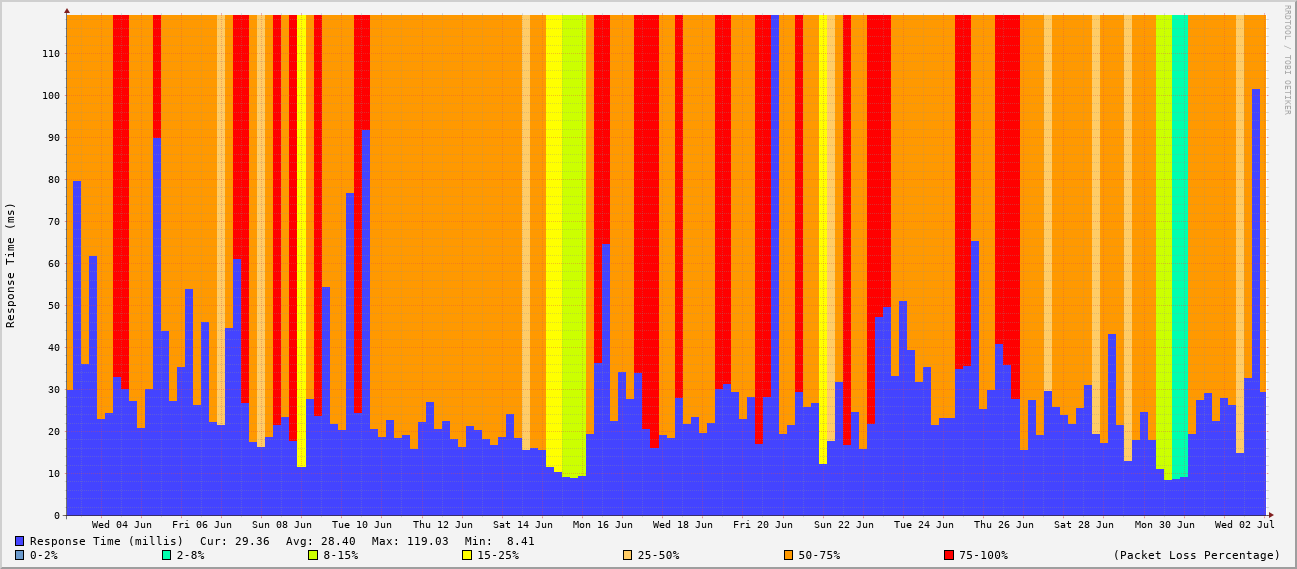 RRDTOOL / TOBI OETIKER
Response Time (ms)
110
100
90
80
70
60
50
40
30
20
10
0
Wed 04 Jun Fri 06 Jun Sun 08 Jun Tue 10 Jun Thu 12 Jun Sat 14 Jun Mon 16 Jun Wed 18 Jun Fri 20 Jun Sun 22 Jun Tue 24 Jun Thu 26 Jun Sat 28 Jun Mon 30 Jun Wed 02 Jul
Response Time (millis) Cur: 29.36 Avg: 28.40 Max: 119.03 Min: 8.41
0-2% 2-8% 8-15% 15-25% 25-50% 50-75% 75-100% (Packet Loss Percentage)